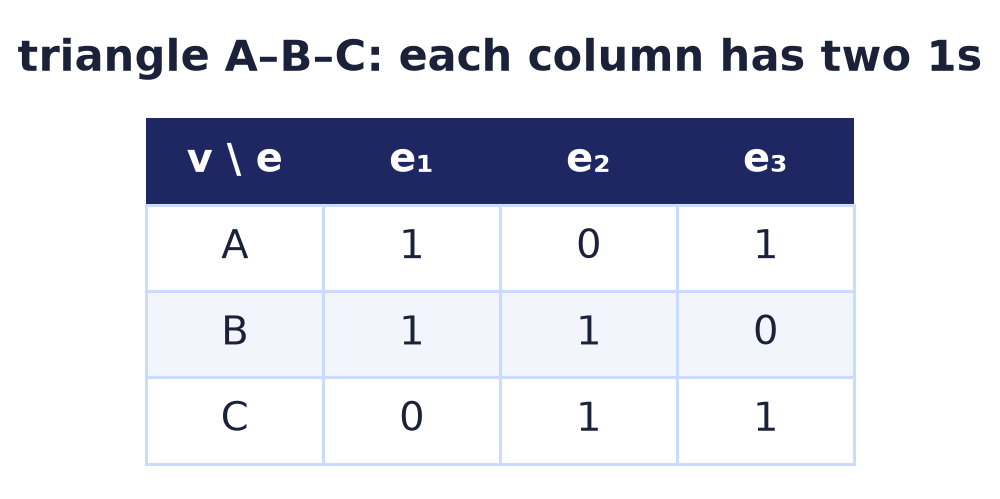 triangle A–B–C: each column has two 1s
v \ e e₁ e₂ e₃
A 1 0 1
B 1 1 0
C 0 1 1